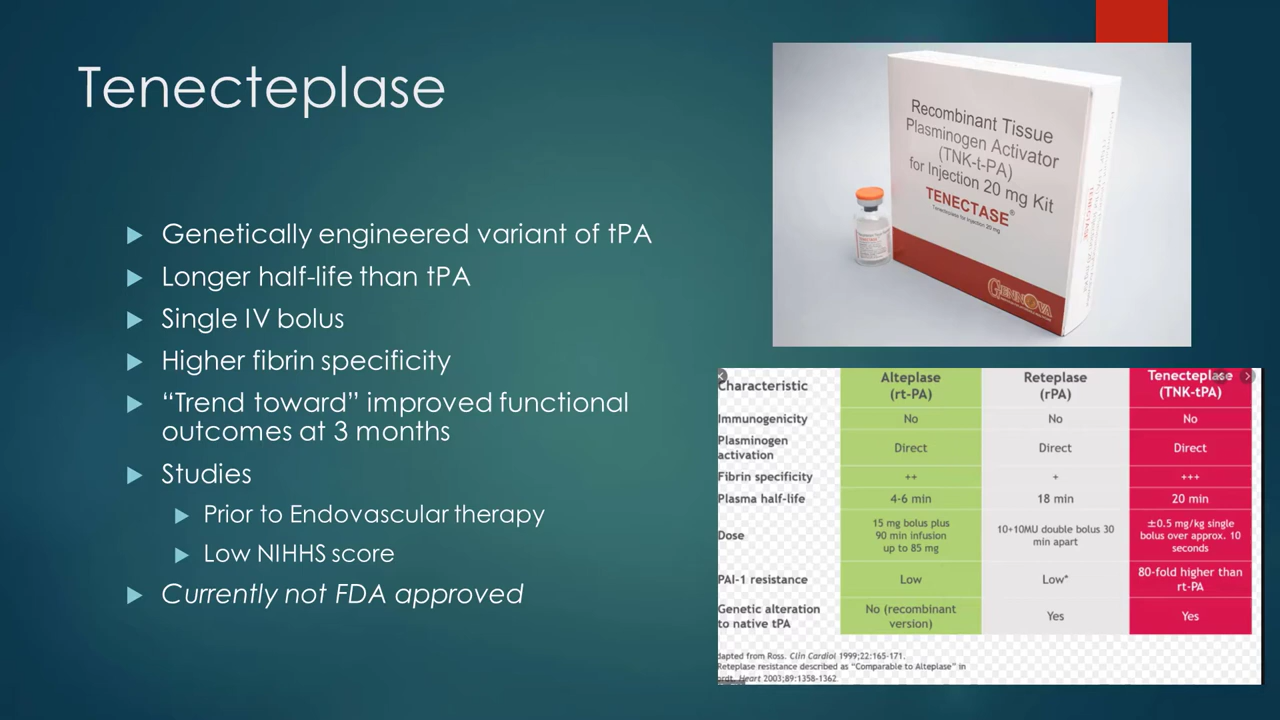 Tenecteplase
Genetically engineered variant of tPA
Longer half-life than tPA
Single IV bolus
Higher fibrin specificity
“Trend toward” improved functional
outcomes at 3 months
Studies
Prior to Endovascular therapy
Low NIHHS score
Currently not FDA approved
Recombinant Tissue
Plasminogen Activator
(TNK-t-PA)
for Injection 20 mg Kit
TENECTASE®
Tenecteplase for Injection 20 mg
GENNOVA
Characteristic Alteplase (rt-PA) Reteplase (rPA) Tenecteplase (TNK-tPA)
Immunogenicity No No No
Plasminogen activation Direct Direct Direct
Fibrin specificity ++ + +++
Plasma half-life 4-6 min 18 min 20 min
Dose 15 mg bolus plus 90 min infusion up to 85 mg 10+10MU double bolus 30 min apart ±0.5 mg/kg single bolus over approx. 10 seconds
PAI-1 resistance Low Low* 80-fold higher than rt-PA
Genetic alteration to native tPA No (recombinant version) Yes Yes
dapted from Ross. Clin Cardiol 1999;22:165-171.
Reteplase resistance described as “Comparable to Alteplase” in
Heart 2003;89:1358-1362.